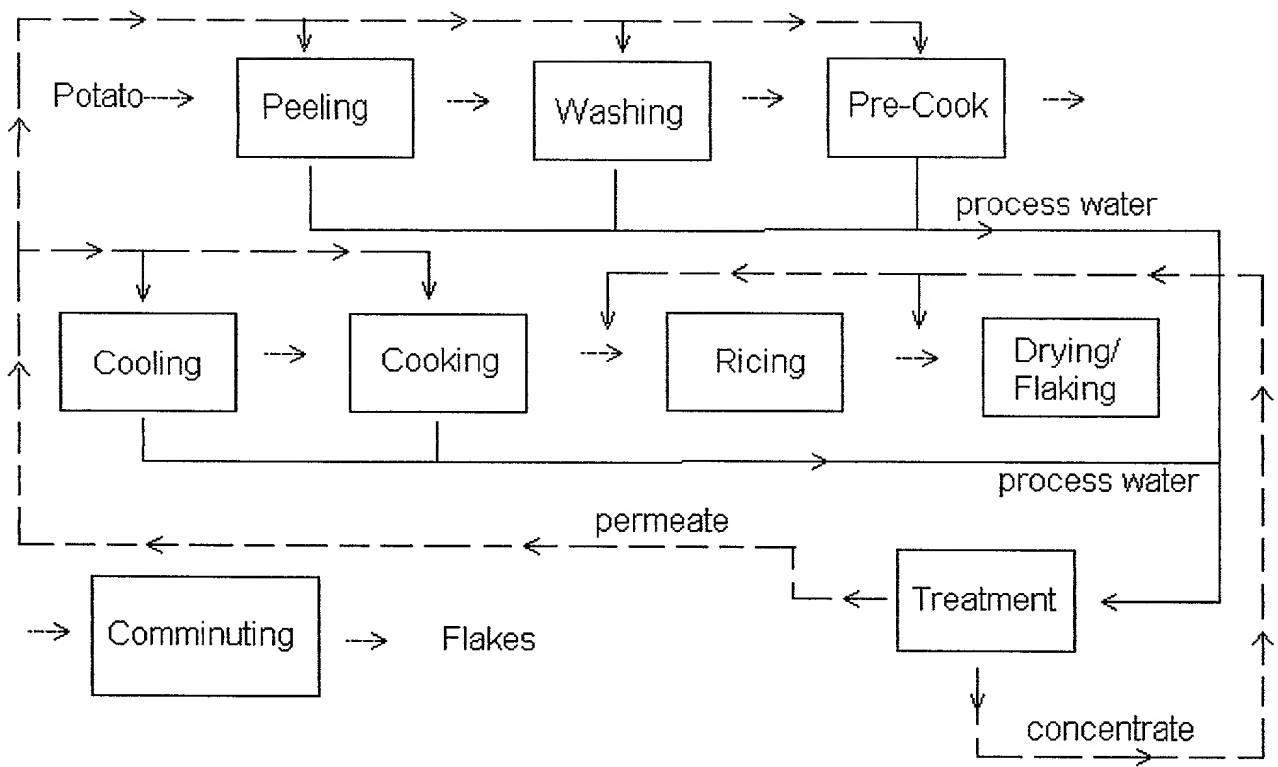 Potato
Peeling
Washing
Pre-Cook
process water
Cooling
Cooking
Ricing
Drying/
Flaking
process water
permeate
Treatment
Comminuting
Flakes
concentrate